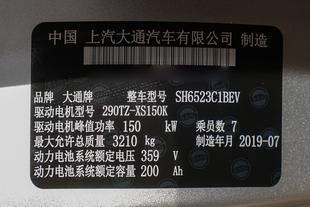 中国 上汽大通汽车有限公司 制造
品牌 大通牌 整车型号 SH6523C1BEV
驱动电机型号 290TZ-XS150K
驱动电机峰值功率 150 kW 乘员数 7
最大允许总质量 3210 kg 制造年月 2019-07
动力电池系统额定电压 359 V
动力电池系统额定容量 200 Ah